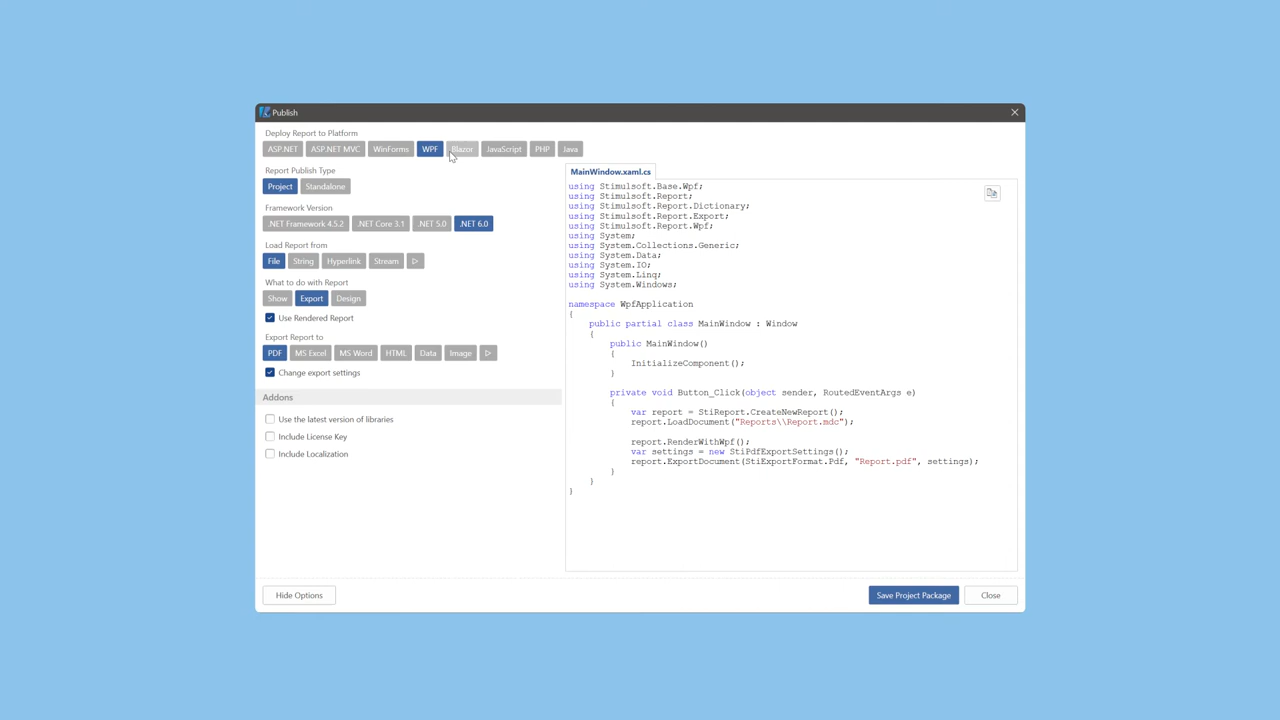 Publish
Deploy Report to Platform
ASP.NET ASP.NET MVC WinForms WPF Blazor JavaScript PHP Java
Report Publish Type
Project Standalone
Framework Version
.NET Framework 4.5.2 .NET Core 3.1 .NET 5.0 .NET 6.0
Load Report from
File String Hyperlink Stream
What to do with Report
Show Export Design
Use Rendered Report
Export Report to
PDF MS Excel MS Word HTML Data Image
Change export settings
Addons
Use the latest version of libraries
Include License Key
Include Localization
MainWindow.xaml.cs
using Stimulsoft.Base.Wpf;
using Stimulsoft.Report;
using Stimulsoft.Report.Dictionary;
using Stimulsoft.Report.Export;
using Stimulsoft.Report.Wpf;
using System;
using System.Collections.Generic;
using System.Data;
using System.IO;
using System.Linq;
using System.Windows;
namespace WpfApplication
{
public partial class MainWindow : Window
{
public MainWindow()
{
InitializeComponent();
}
private void Button_Click(object sender, RoutedEventArgs e)
{
var report = StiReport.CreateNewReport();
report.LoadDocument("Reports\\Report.mdc");
report.RenderWithWpf();
var settings = new StiPdfExportSettings();
report.ExportDocument(StiExportFormat.Pdf, "Report.pdf", settings);
}
}
}
Hide Options
Save Project Package
Close